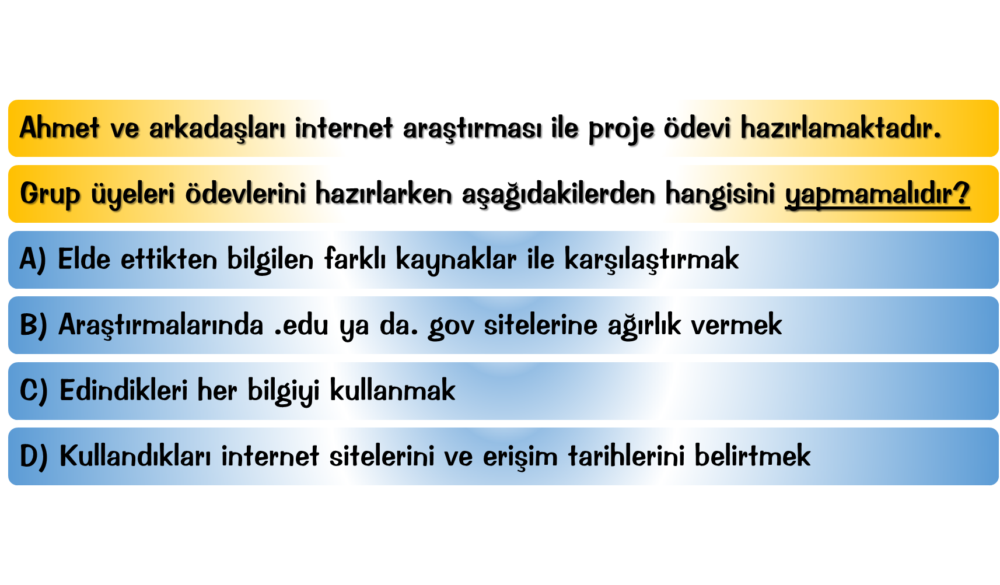 Ahmet ve arkadaşları internet araştırması ile proje ödevi hazırlamaktadır.
Grup üyeleri ödevlerini hazırlarken aşağıdakilerden hangisini yapmamalıdır?
A) Elde ettikten bilgilen farklı kaynaklar ile karşılaştırmak
B) Araştırmalarında .edu ya da. gov sitelerine ağırlık vermek
C) Edindikleri her bilgiyi kullanmak
D) Kullandıkları internet sitelerini ve erişim tarihlerini belirtmek